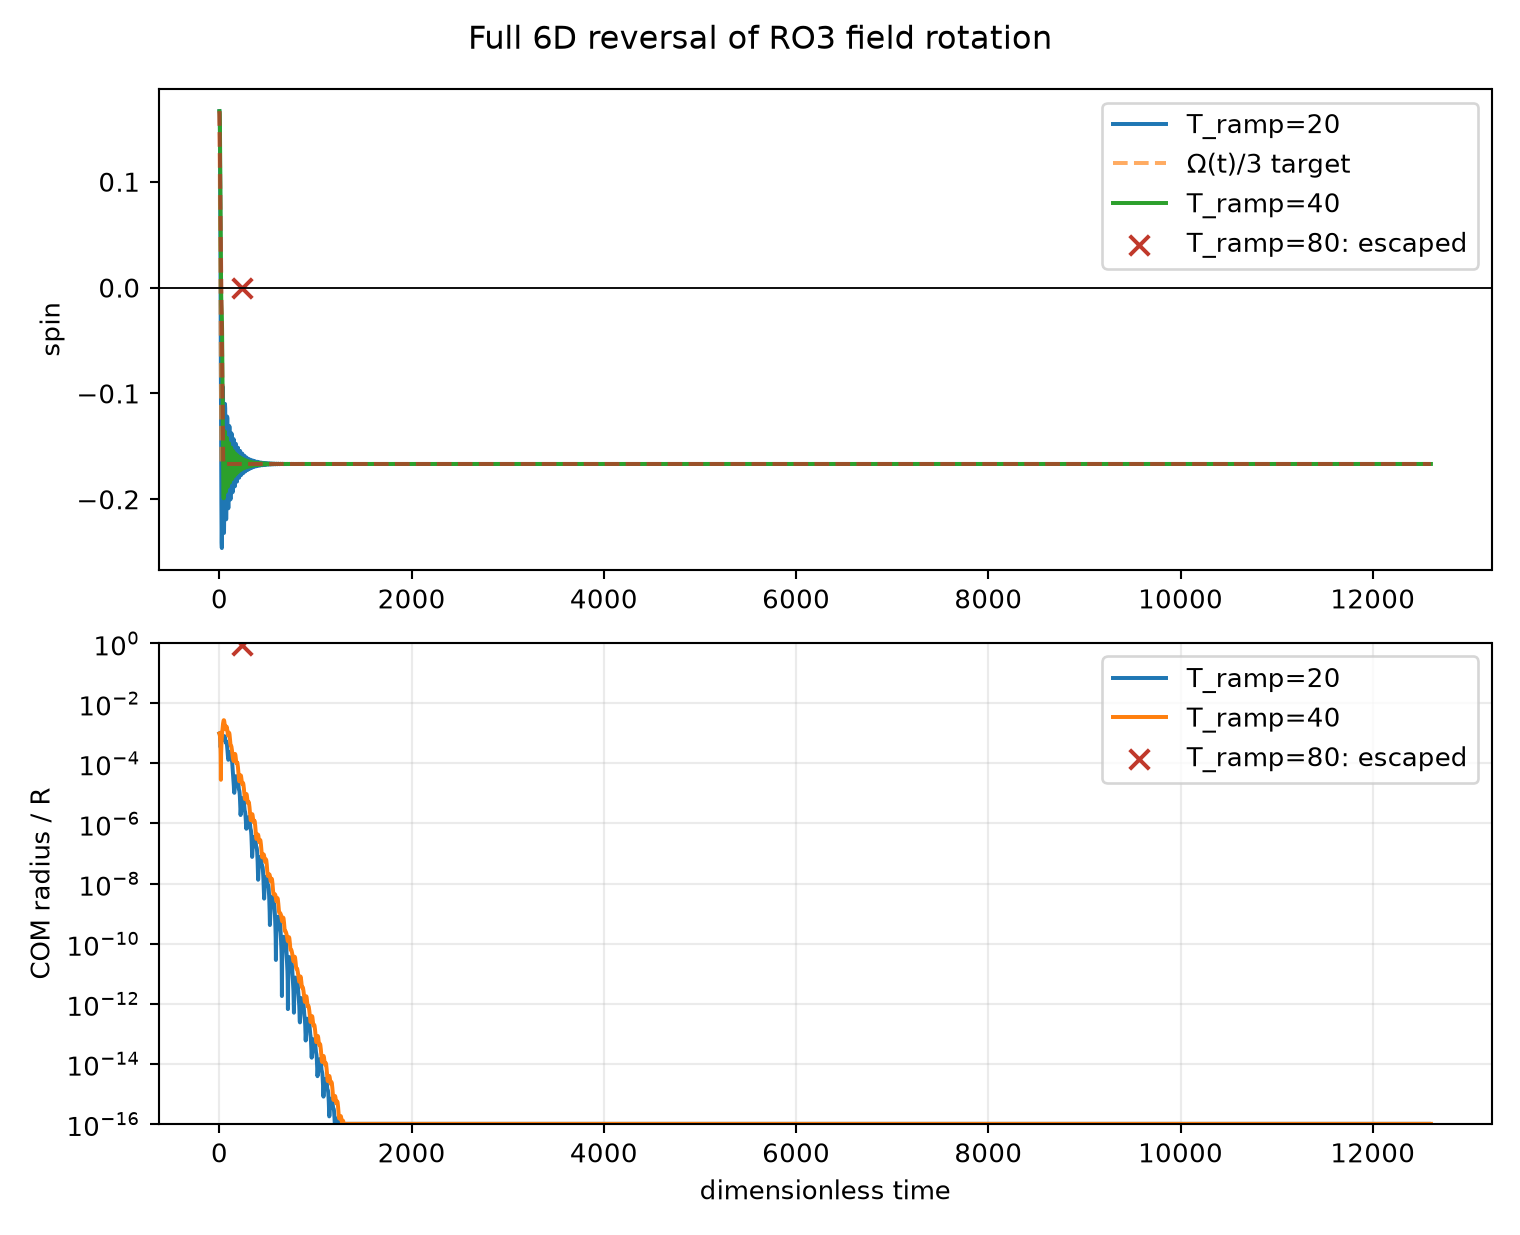 Full 6D reversal of RO3 field rotation
T_ramp=20
Ω(t)/3 target
T_ramp=40
T_ramp=80: escaped
spin
0.1
0.0
−0.1
−0.2
0 2000 4000 6000 8000 10000 12000
T_ramp=20
T_ramp=40
T_ramp=80: escaped
COM radius / R
10⁰
10⁻²
10⁻⁴
10⁻⁶
10⁻⁸
10⁻¹⁰
10⁻¹²
10⁻¹⁴
10⁻¹⁶
0 2000 4000 6000 8000 10000 12000
dimensionless time